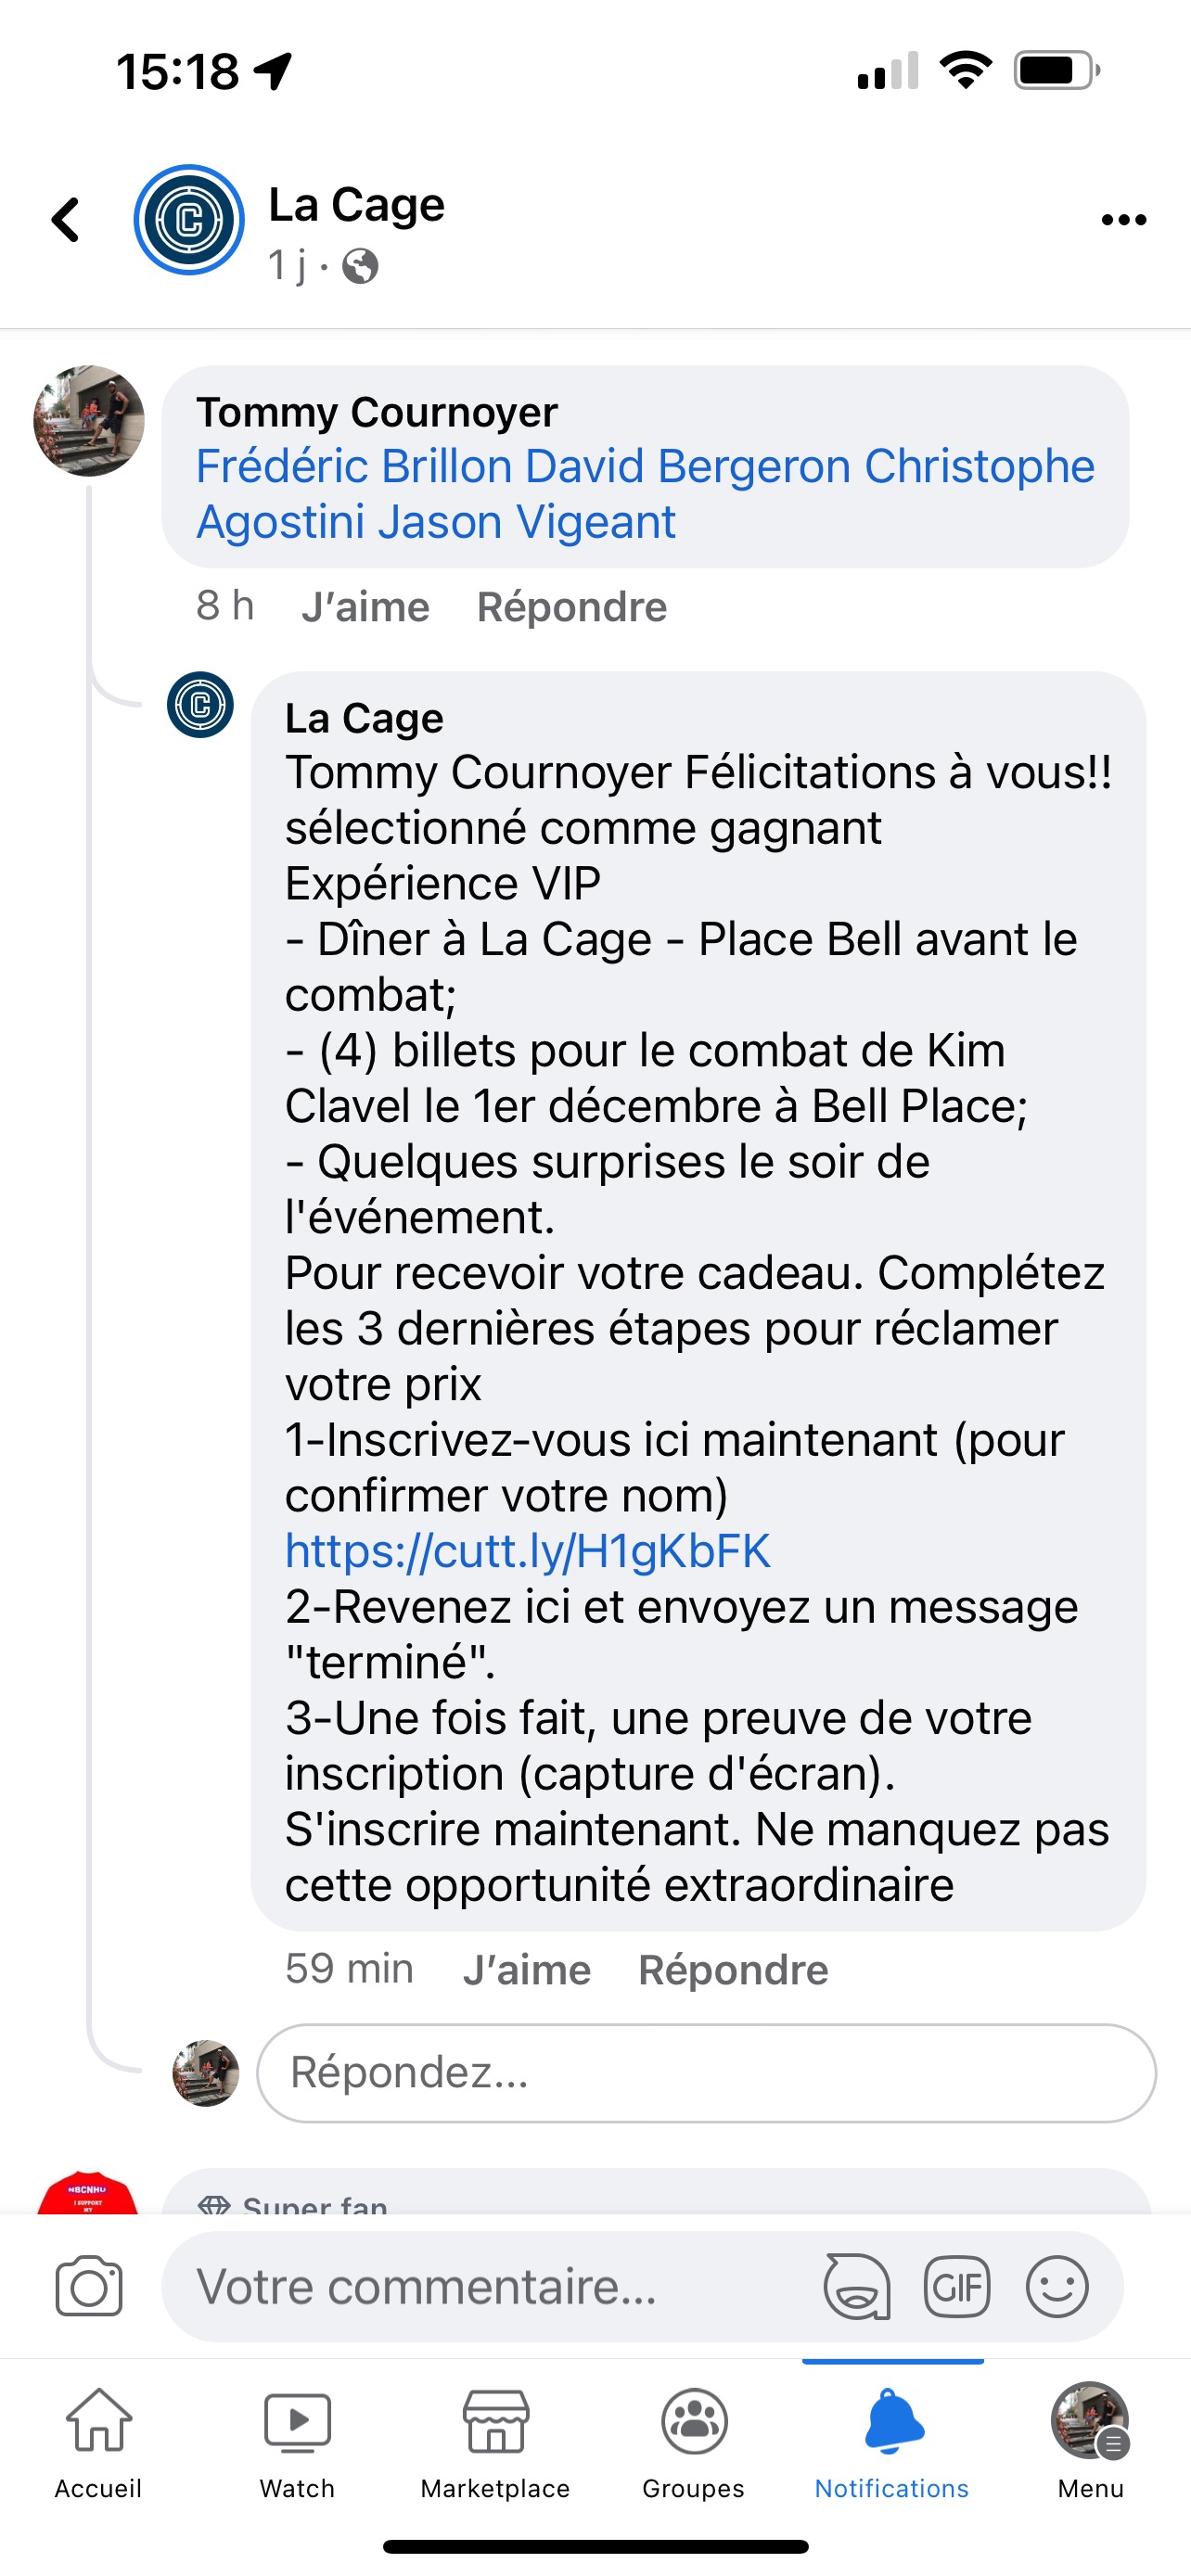 15:18
La Cage
1 j ·
Tommy Cournoyer
Frédéric Brillon David Bergeron Christophe
Agostini Jason Vigeant
8 h J’aime Répondre
La Cage
Tommy Cournoyer Félicitations à vous!!
sélectionné comme gagnant
Expérience VIP
- Dîner à La Cage - Place Bell avant le
combat;
- (4) billets pour le combat de Kim
Clavel le 1er décembre à Bell Place;
- Quelques surprises le soir de
l'événement.
Pour recevoir votre cadeau. Complétez
les 3 dernières étapes pour réclamer
votre prix
1-Inscrivez-vous ici maintenant (pour
confirmer votre nom)
https://cutt.ly/H1gKbFK
2-Revenez ici et envoyez un message
"terminé".
3-Une fois fait, une preuve de votre
inscription (capture d'écran).
S'inscrire maintenant. Ne manquez pas
cette opportunité extraordinaire
59 min J’aime Répondre
Répondez...
NBCNHU
I SUPPORT
MY
Super fan
Votre commentaire...
GIF
Accueil Watch Marketplace Groupes Notifications Menu